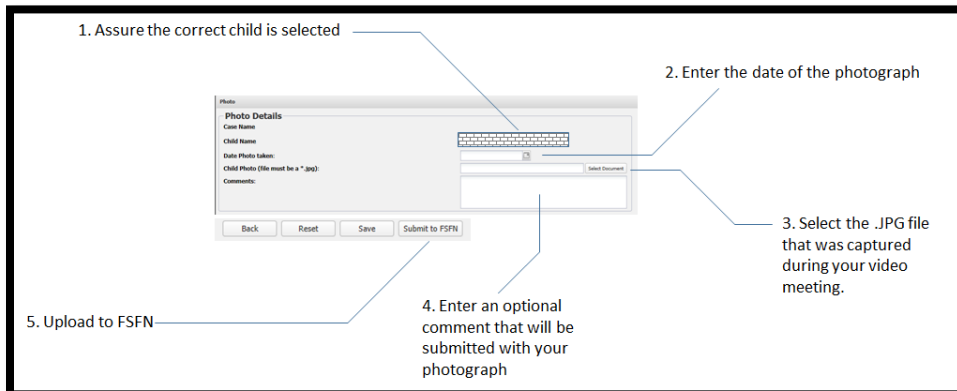 1. Assure the correct child is selected
2. Enter the date of the photograph
Photo
Photo Details
Case Name
Child Name
Date Photo taken:
Child Photo (file must be a *.jpg):
Select Document
Comments:
Back Reset Save Submit to FSFN
3. Select the .JPG file
that was captured
during your video
meeting.
4. Enter an optional
comment that will be
submitted with your
photograph
5. Upload to FSFN